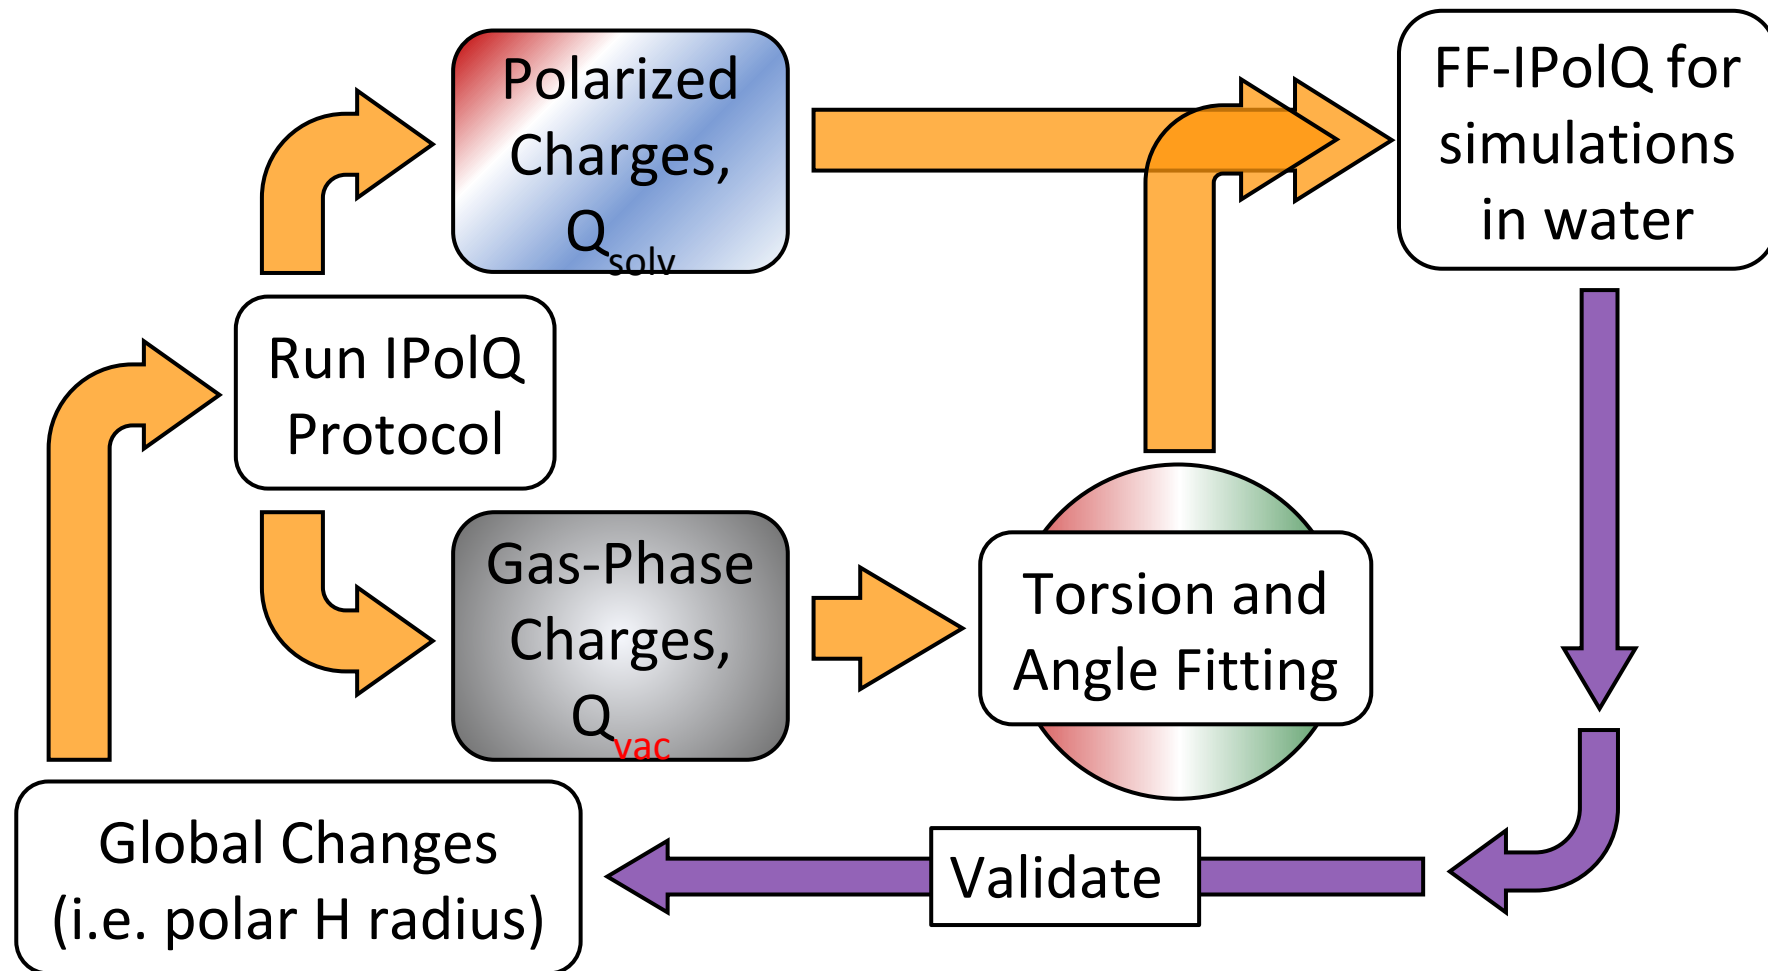 Polarized
Charges,
Qsolv
FF-IPolQ for
simulations
in water
Run IPolQ
Protocol
Gas-Phase
Charges,
Qvac
Torsion and
Angle Fitting
Global Changes
(i.e. polar H radius)
Validate